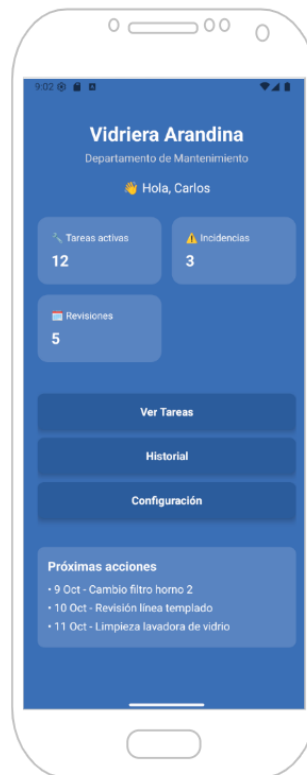 9:02
Vidriera Arandina
Departamento de Mantenimiento
👋 Hola, Carlos
🔧 Tareas activas
12
⚠️ Incidencias
3
🗓️ Revisiones
5
Ver Tareas
Historial
Configuración
Próximas acciones
• 9 Oct - Cambio filtro horno 2
• 10 Oct - Revisión línea templado
• 11 Oct - Limpieza lavadora de vidrio